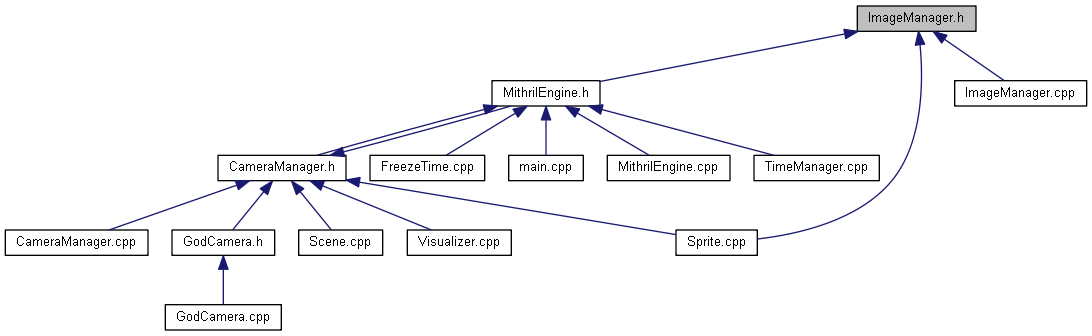 ImageManager.h
MithrilEngine.h
ImageManager.cpp
CameraManager.h
FreezeTime.cpp
main.cpp
MithrilEngine.cpp
TimeManager.cpp
CameraManager.cpp
GodCamera.h
Scene.cpp
Visualizer.cpp
Sprite.cpp
GodCamera.cpp